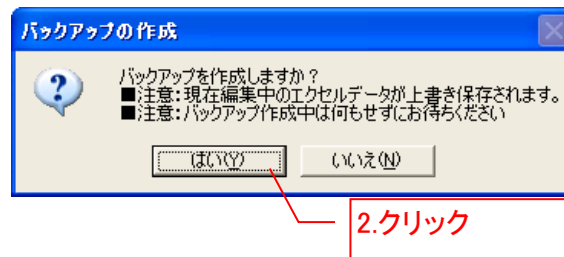 バックアップの作成
バックアップを作成しますか？
■注意：現在編集中のエクセルデータが上書き保存されます。
■注意：バックアップ作成中は何もせずにお待ちください
はい(Y)
いいえ(N)
2.クリック